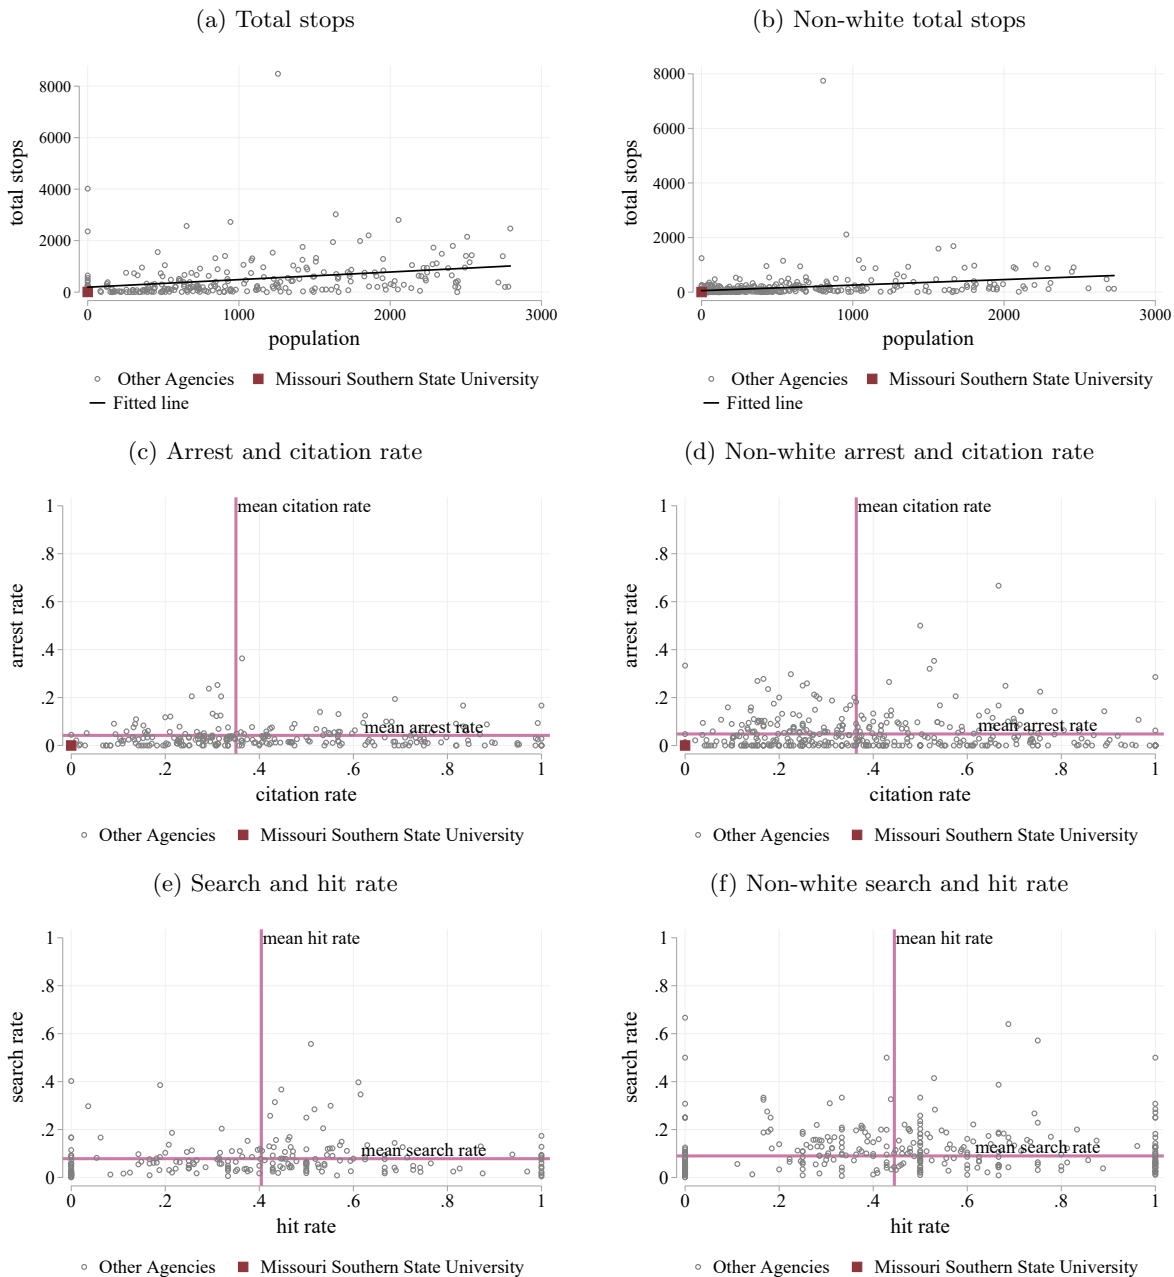 (a) Total stops
(b) Non-white total stops
total stops
8000
6000
4000
2000
0
0
1000
2000
3000
population
Other Agencies
Missouri Southern State University
Fitted line
total stops
8000
6000
4000
2000
0
0
1000
2000
3000
population
Other Agencies
Missouri Southern State University
Fitted line
(c) Arrest and citation rate
(d) Non-white arrest and citation rate
arrest rate
1
.8
.6
.4
.2
0
mean citation rate
mean arrest rate
0
.2
.4
.6
.8
1
citation rate
Other Agencies
Missouri Southern State University
arrest rate
1
.8
.6
.4
.2
0
mean citation rate
mean arrest rate
0
.2
.4
.6
.8
1
citation rate
Other Agencies
Missouri Southern State University
(e) Search and hit rate
(f) Non-white search and hit rate
search rate
1
.8
.6
.4
.2
0
mean hit rate
mean search rate
0
.2
.4
.6
.8
1
hit rate
Other Agencies
Missouri Southern State University
search rate
1
.8
.6
.4
.2
0
mean hit rate
mean search rate
0
.2
.4
.6
.8
1
hit rate
Other Agencies
Missouri Southern State University